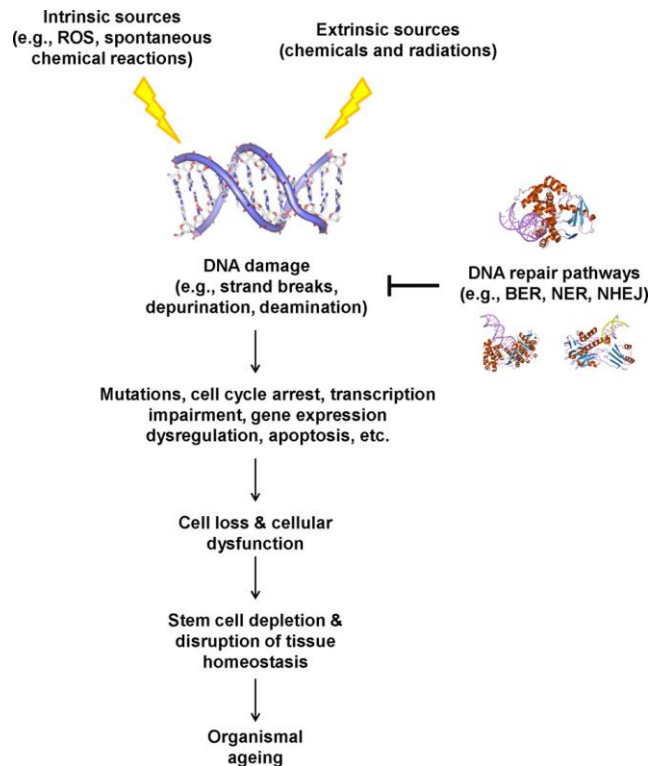 Intrinsic sources
(e.g., ROS, spontaneous
chemical reactions)
Extrinsic sources
(chemicals and radiations)
DNA damage
(e.g., strand breaks,
depurination, deamination)
DNA repair pathways
(e.g., BER, NER, NHEJ)
Mutations, cell cycle arrest, transcription
impairment, gene expression
dysregulation, apoptosis, etc.
Cell loss & cellular
dysfunction
Stem cell depletion &
disruption of tissue
homeostasis
Organismal
ageing